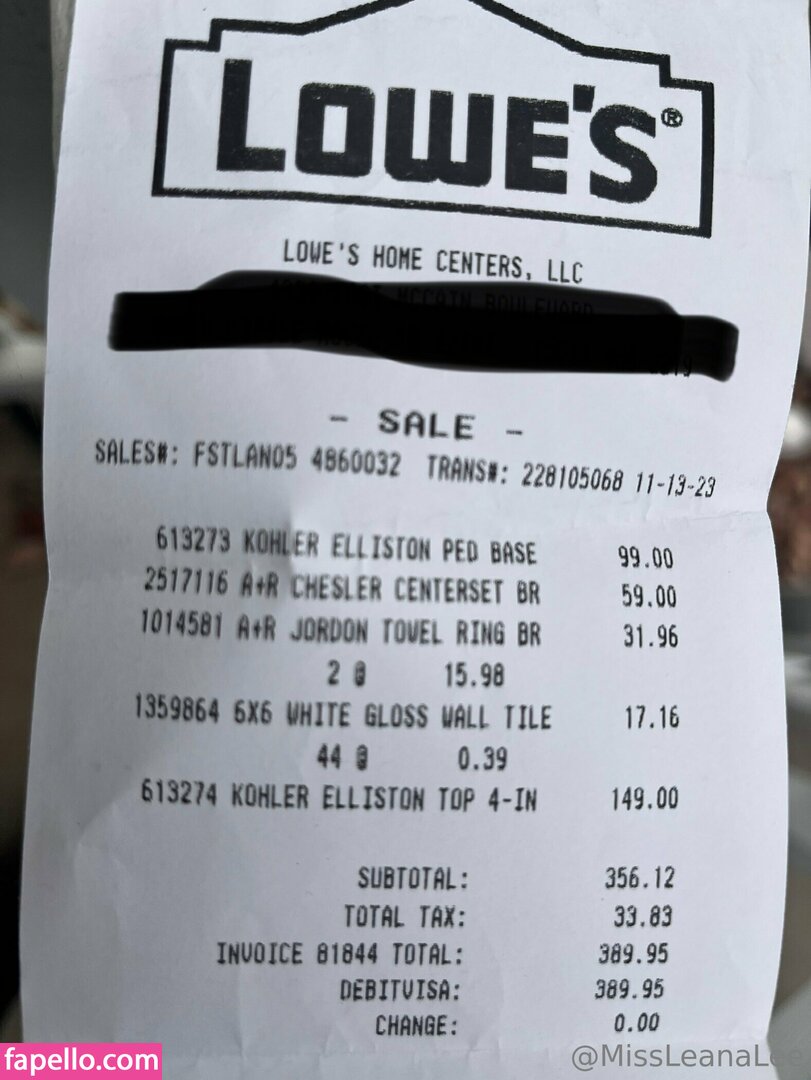 LOWE'S®
LOWE'S HOME CENTERS, LLC
- SALE -
SALES#: FSTLAN05 4860032 TRANS#: 228105068 11-13-23
613273 KOHLER ELLISTON PED BASE 99.00
2517116 A+R CHESLER CENTERSET BR 59.00
1014581 A+R JORDON TOWEL RING BR 31.96
2 @ 15.98
1359864 6X6 WHITE GLOSS WALL TILE 17.16
44 @ 0.39
613274 KOHLER ELLISTON TOP 4-IN 149.00
SUBTOTAL: 356.12
TOTAL TAX: 33.83
INVOICE 81844 TOTAL: 389.95
DEBITVISA: 389.95
CHANGE: 0.00
fapello.com
@MissLeanaLee